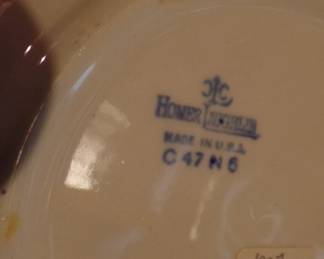 HOMER LAUGHLIN
MADE IN U.S.A.
C 47 N 6